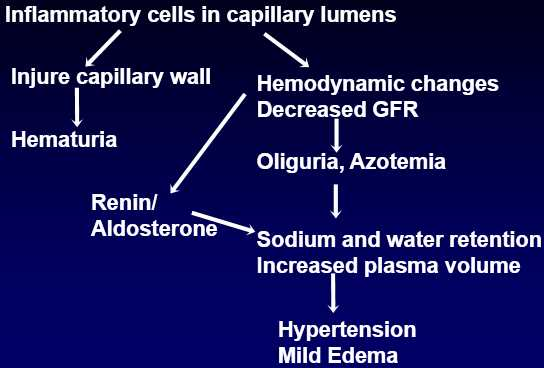 Inflammatory cells in capillary lumens
Injure capillary wall
Hemodynamic changes
Decreased GFR
Hematuria
Oliguria, Azotemia
Renin/
Aldosterone
Sodium and water retention
Increased plasma volume
Hypertension
Mild Edema